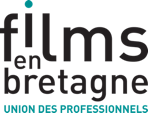 films
en
bretagne
UNION DES PROFESSIONNELS